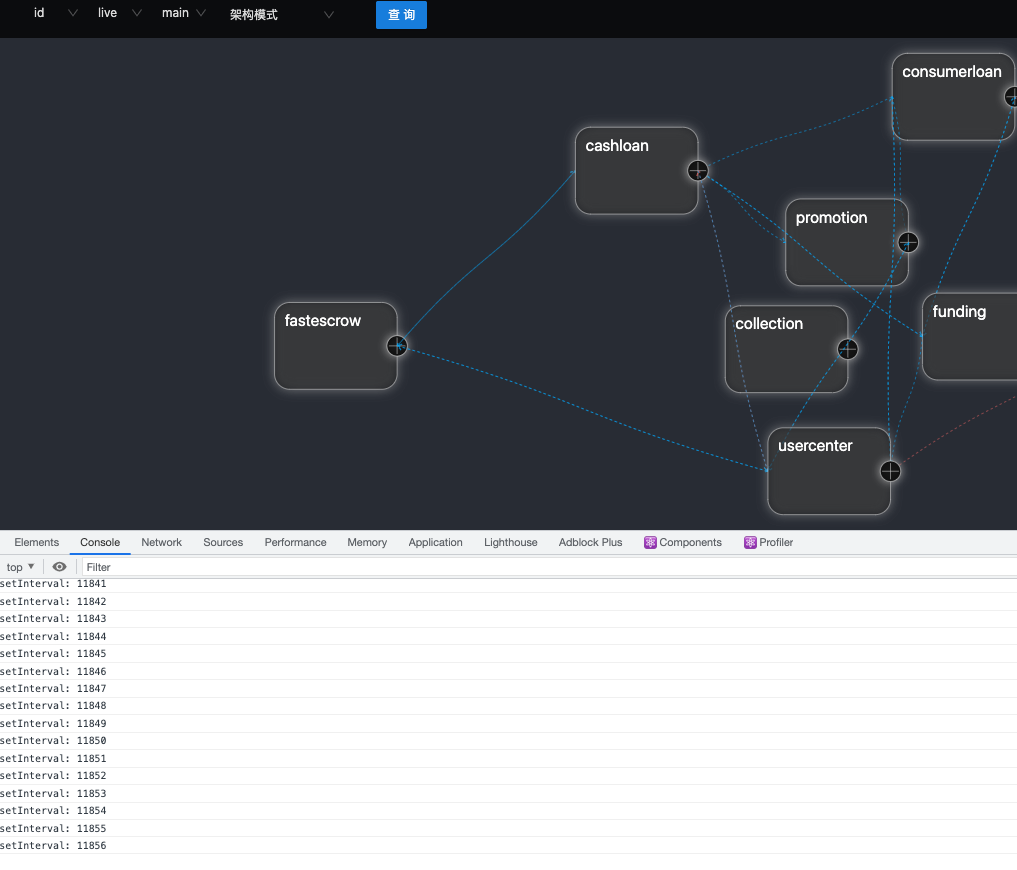 id live main 架构模式 查 询
consumerloan
cashloan
promotion
funding
collection
fastescrow
usercenter
Elements Console Network Sources Performance Memory Application Lighthouse Adblock Plus Components Profiler
top Filter
setInterval: 11841
setInterval: 11842
setInterval: 11843
setInterval: 11844
setInterval: 11845
setInterval: 11846
setInterval: 11847
setInterval: 11848
setInterval: 11849
setInterval: 11850
setInterval: 11851
setInterval: 11852
setInterval: 11853
setInterval: 11854
setInterval: 11855
setInterval: 11856